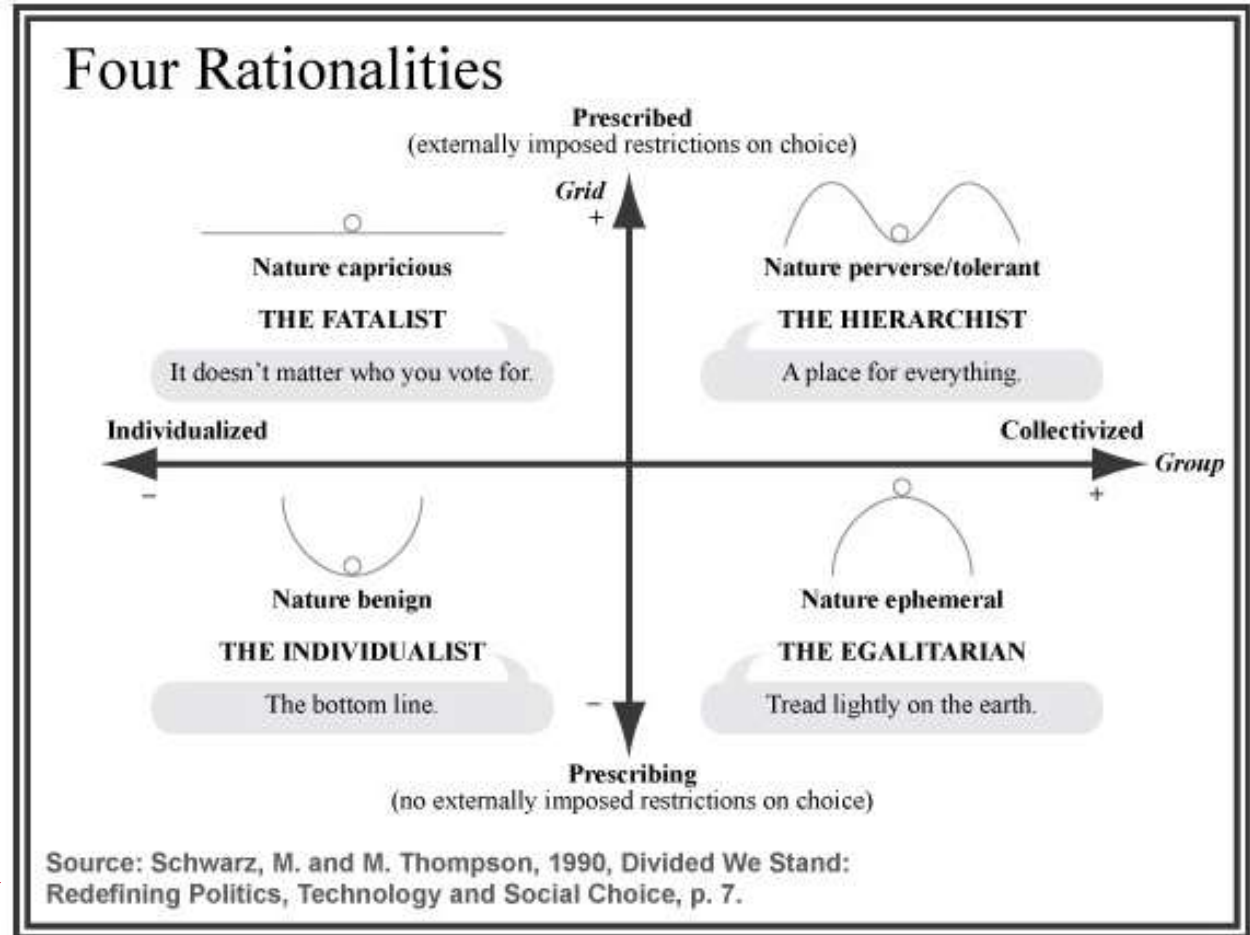 Four Rationalities
Prescribed
(externally imposed restrictions on choice)
Grid
+
Nature capricious
THE FATALIST
It doesn't matter who you vote for.
Nature perverse/tolerant
THE HIERARCHIST
A place for everything.
Individualized
Collectivized
Group
–
+
Nature benign
THE INDIVIDUALIST
The bottom line.
Nature ephemeral
THE EGALITARIAN
Tread lightly on the earth.
–
Prescribing
(no externally imposed restrictions on choice)
Source: Schwarz, M. and M. Thompson, 1990, Divided We Stand:
Redefining Politics, Technology and Social Choice, p. 7.